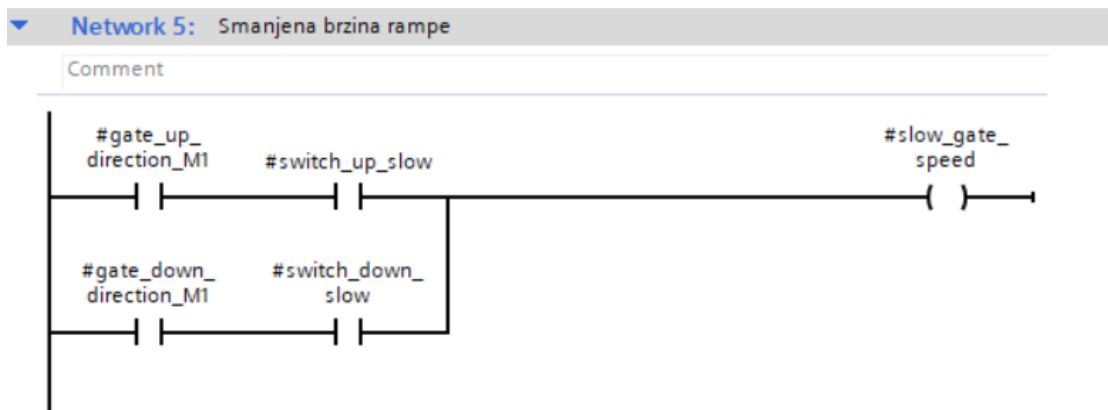 Network 5: Smanjena brzina rampe
Comment
#gate_up_
direction_M1
#switch_up_slow
#slow_gate_
speed
#gate_down_
direction_M1
#switch_down_
slow